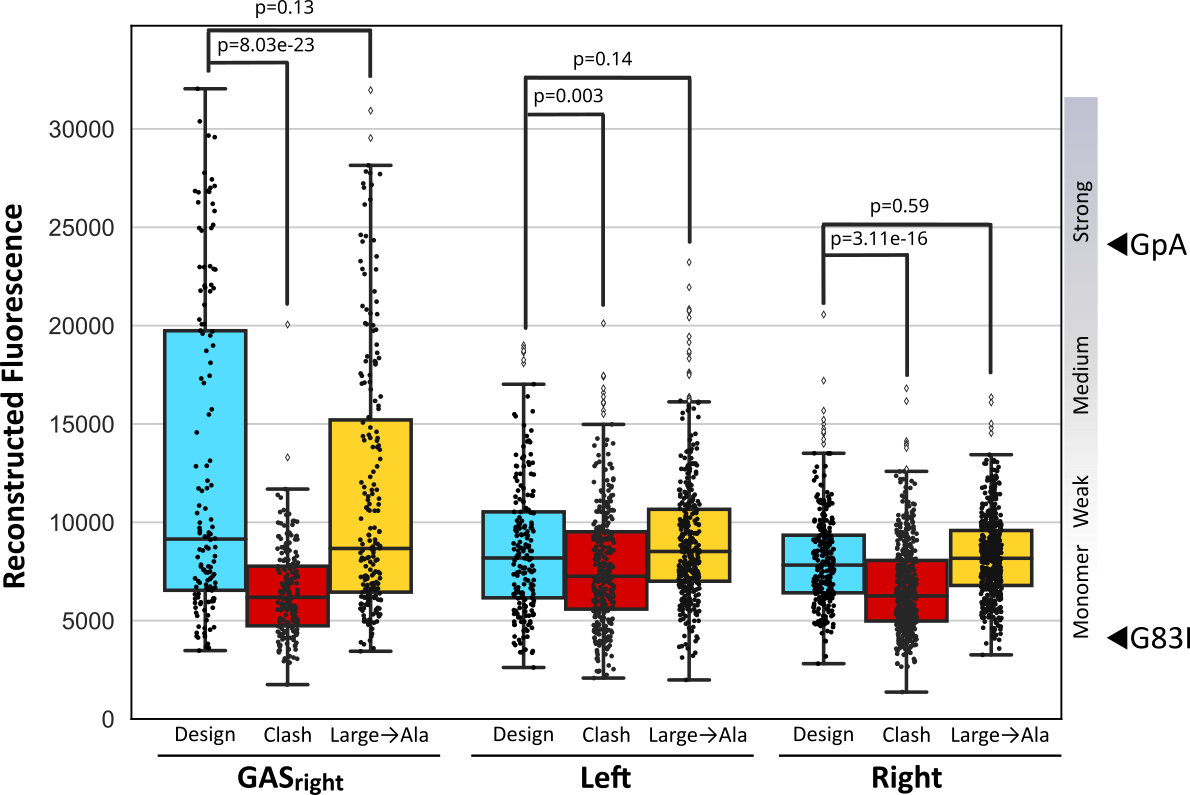 p=0.13
p=8.03e-23
p=0.14
p=0.003
p=0.59
p=3.11e-16
Reconstructed Fluorescence
30000
25000
20000
15000
10000
5000
0
Strong
Medium
Weak
Monomer
◄GpA
◄G83I
Design Clash Large→Ala Design Clash Large→Ala Design Clash Large→Ala
GASright Left Right